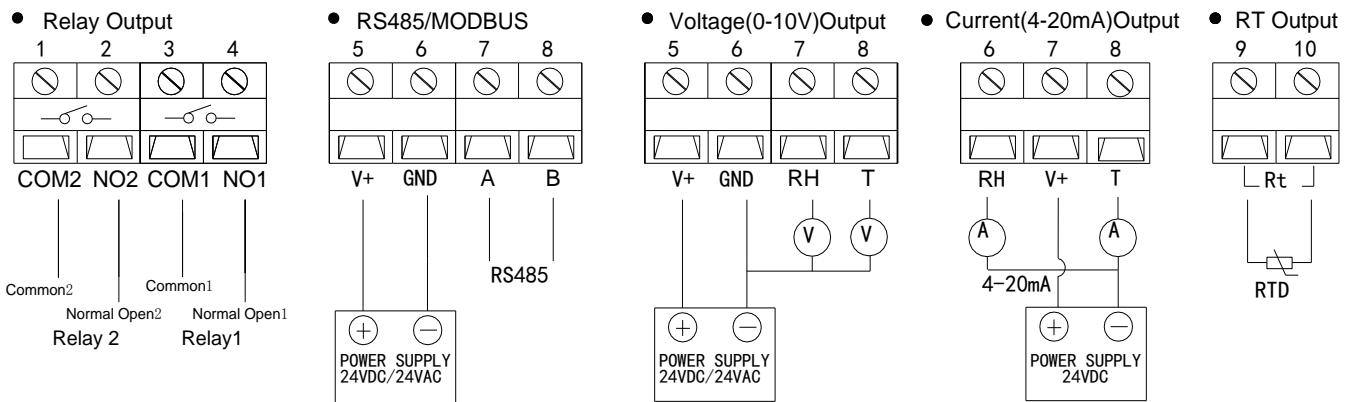 Relay Output
1 2 3 4
COM2 NO2 COM1 NO1
Common2
Common1
Normal Open2
Normal Open1
Relay 2
Relay1
RS485/MODBUS
5 6 7 8
V+ GND A B
RS485
POWER SUPPLY
24VDC/24VAC
Voltage(0-10V)Output
5 6 7 8
V+ GND RH T
V V
POWER SUPPLY
24VDC/24VAC
Current(4-20mA)Output
6 7 8
RH V+ T
A A
4-20mA
POWER SUPPLY
24VDC
RT Output
9 10
Rt
RTD